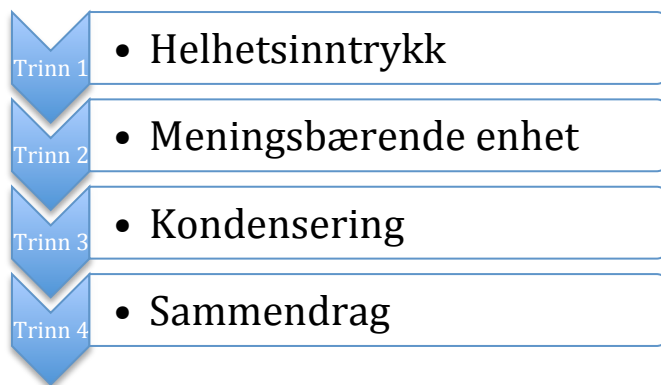 Trinn 1 • Helhetsinntrykk
Trinn 2 • Meningsbærende enhet
Trinn 3 • Kondensering
Trinn 4 • Sammendrag